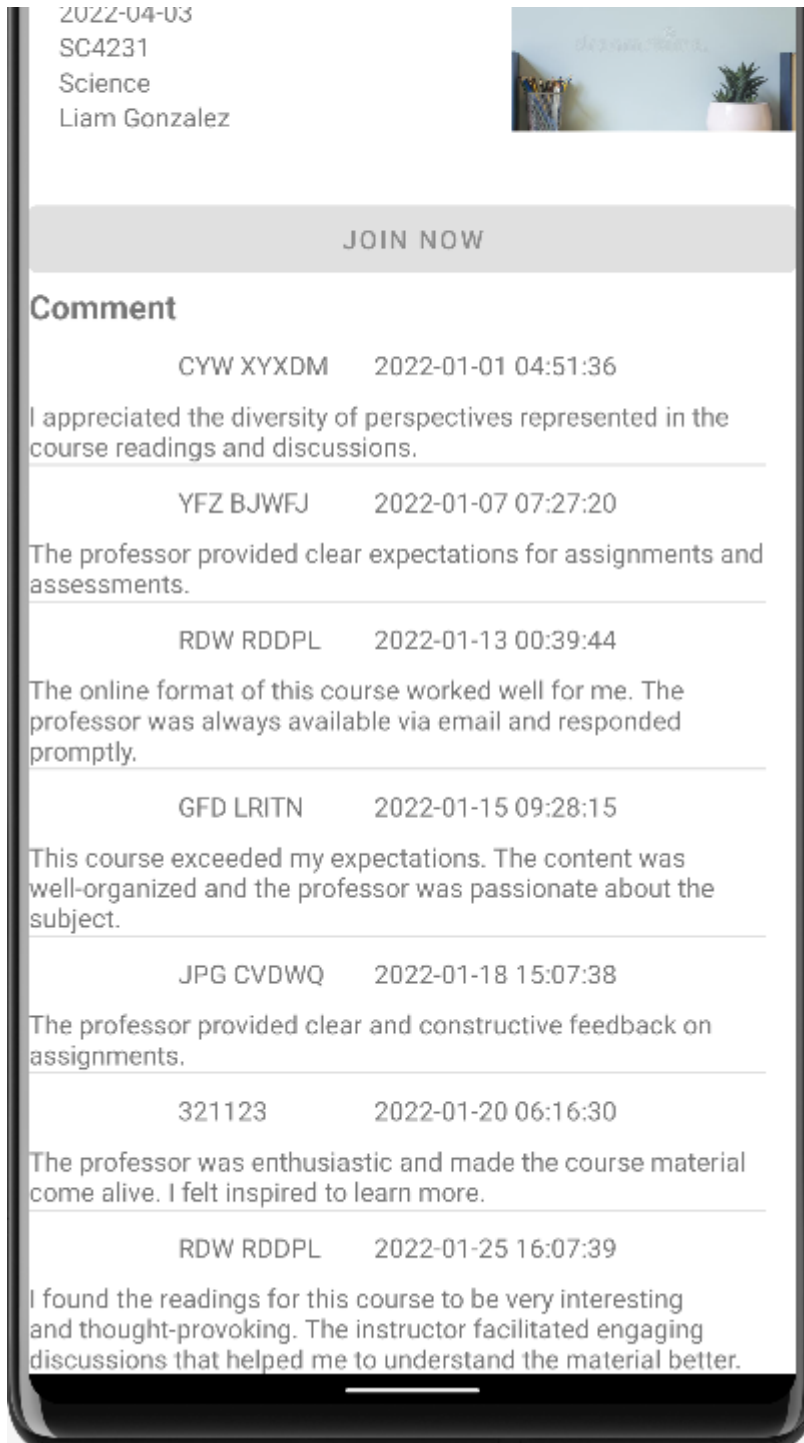 2022-04-03
SC4231
Science
Liam Gonzalez
JOIN NOW
Comment
CYW XYXDM 2022-01-01 04:51:36
I appreciated the diversity of perspectives represented in the
course readings and discussions.
YFZ BJWFJ 2022-01-07 07:27:20
The professor provided clear expectations for assignments and
assessments.
RDW RDDPL 2022-01-13 00:39:44
The online format of this course worked well for me. The
professor was always available via email and responded
promptly.
GFD LRITN 2022-01-15 09:28:15
This course exceeded my expectations. The content was
well-organized and the professor was passionate about the
subject.
JPG CVDWQ 2022-01-18 15:07:38
The professor provided clear and constructive feedback on
assignments.
321123 2022-01-20 06:16:30
The professor was enthusiastic and made the course material
come alive. I felt inspired to learn more.
RDW RDDPL 2022-01-25 16:07:39
I found the readings for this course to be very interesting
and thought-provoking. The instructor facilitated engaging
discussions that helped me to understand the material better.